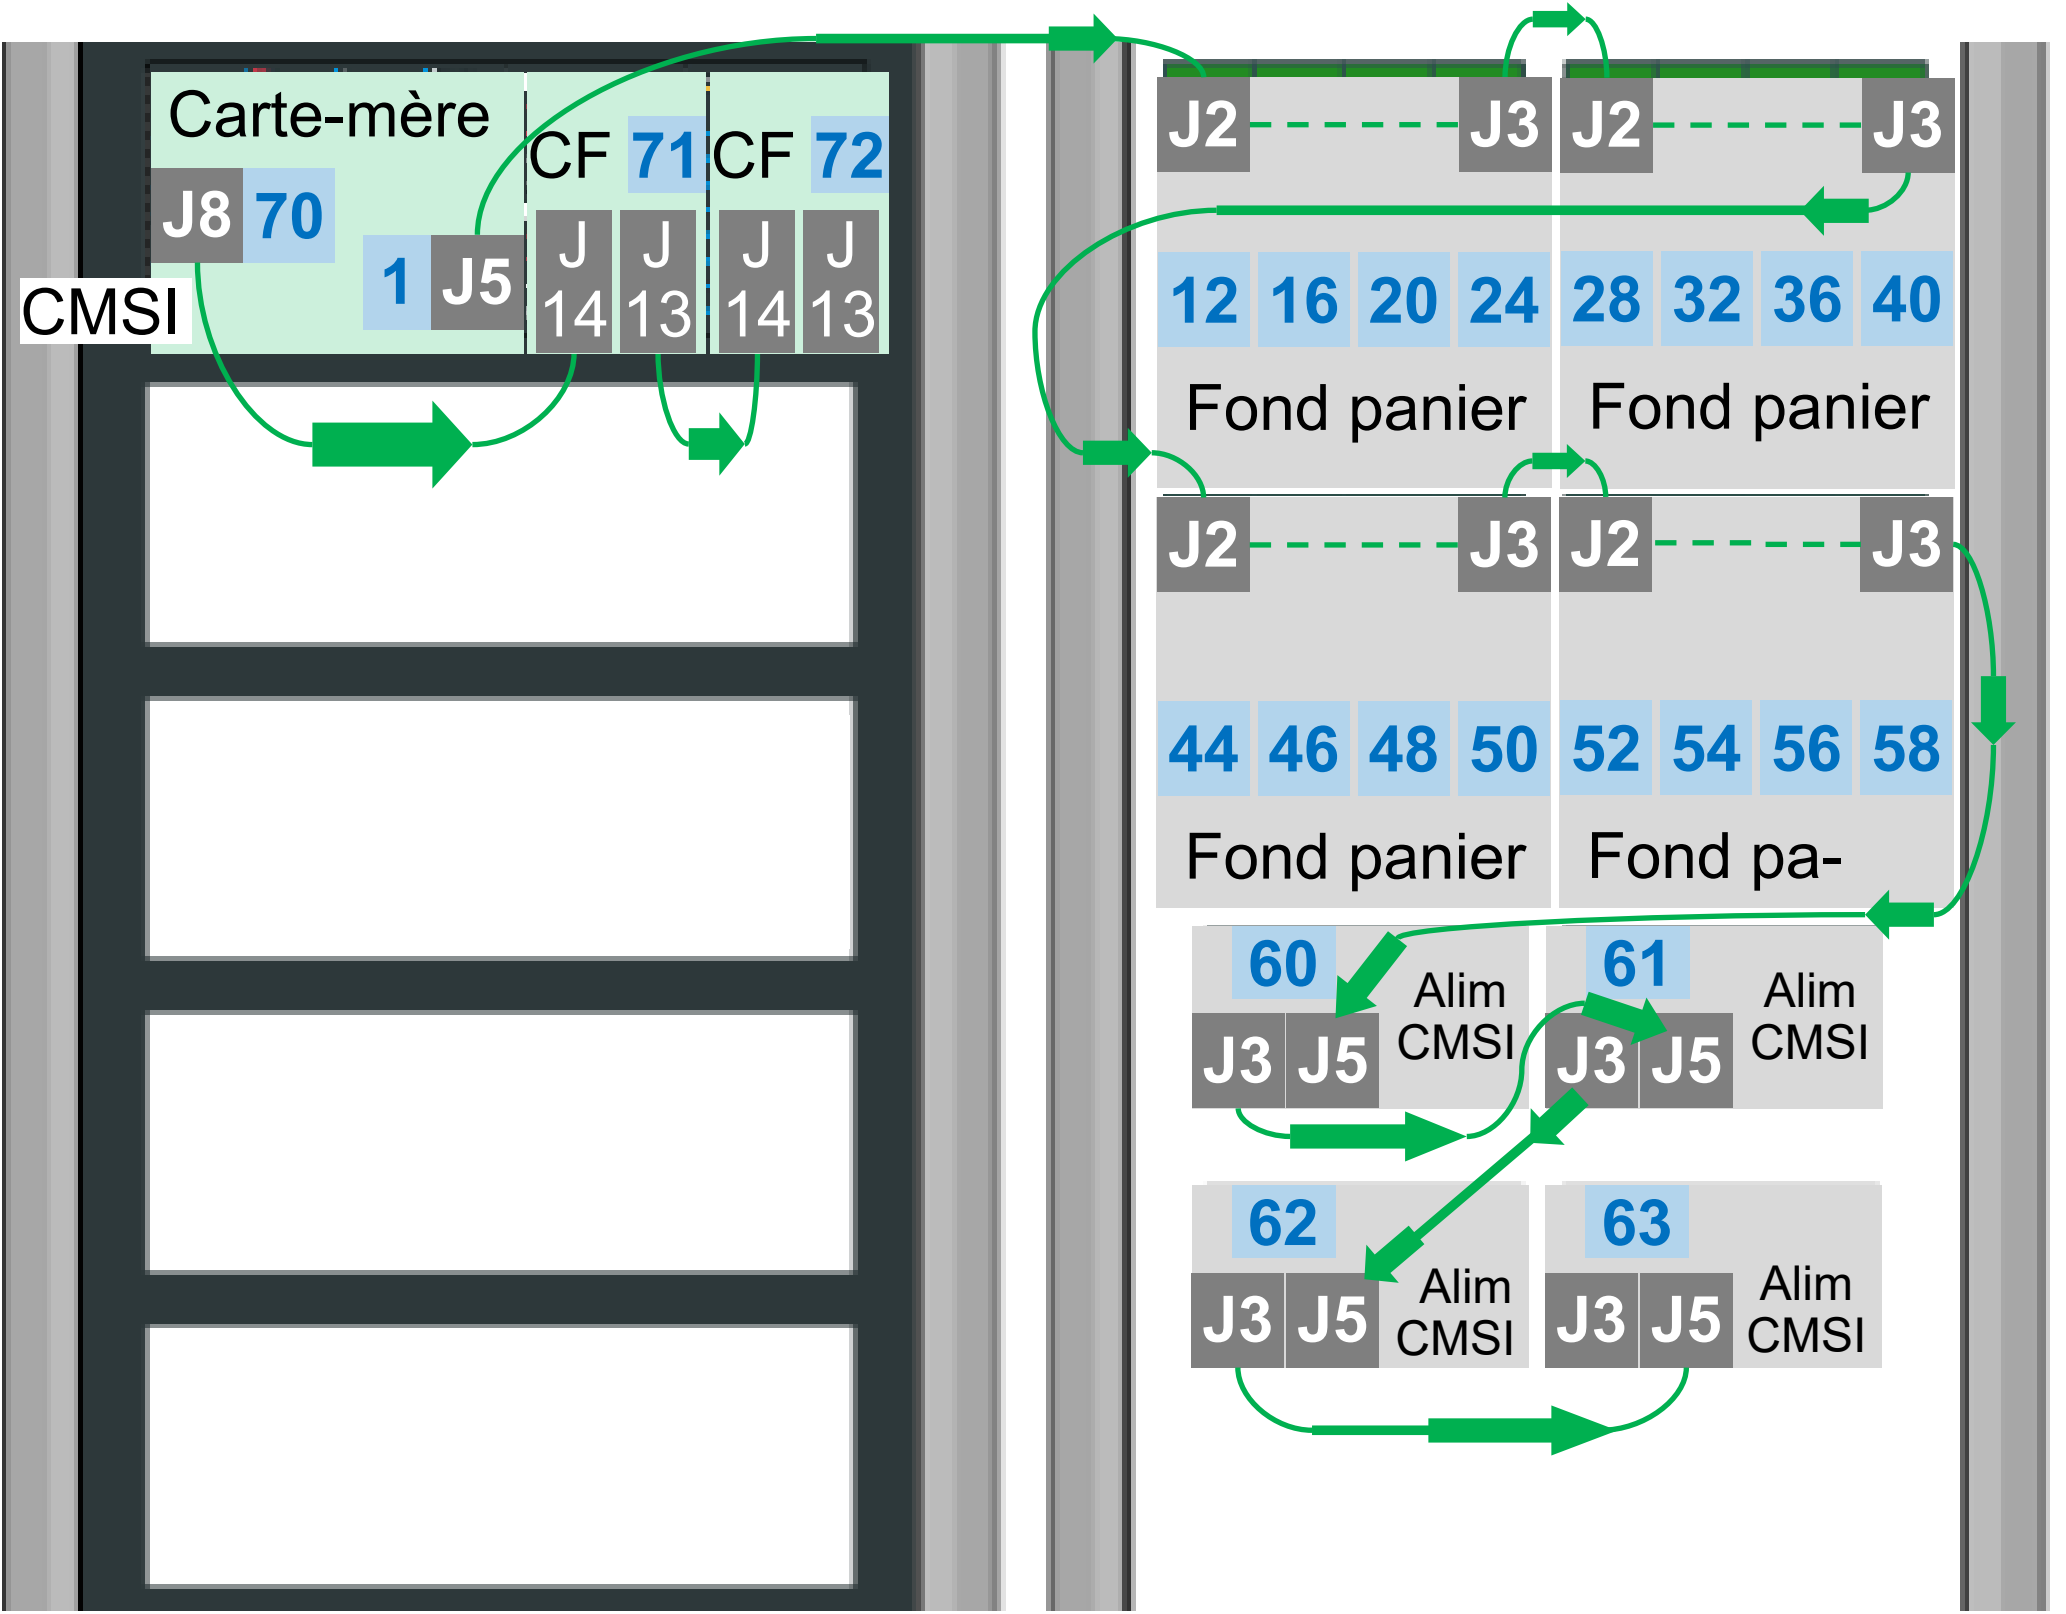 Carte-mère
CF 71 CF 72
J8 70
1 J5
J 14 J 13 J 14 J 13
CMSI
J2 J3 J2 J3
12 16 20 24 28 32 36 40
Fond panier Fond panier
J2 J3 J2 J3
44 46 48 50 52 54 56 58
Fond panier Fond pa-
60 61
Alim CMSI Alim CMSI
J3 J5 J3 J5
62 63
Alim CMSI Alim CMSI
J3 J5 J3 J5